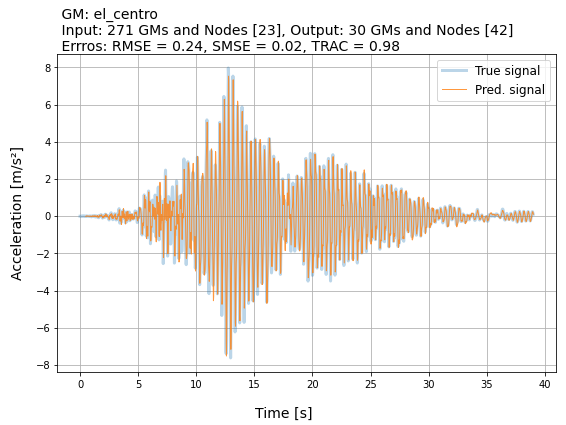 GM: el_centro
Input: 271 GMs and Nodes [23], Output: 30 GMs and Nodes [42]
Errros: RMSE = 0.24, SMSE = 0.02, TRAC = 0.98
True signal
Pred. signal
8
6
4
2
0
−2
−4
−6
−8
Acceleration [m/s²]
0 5 10 15 20 25 30 35 40
Time [s]